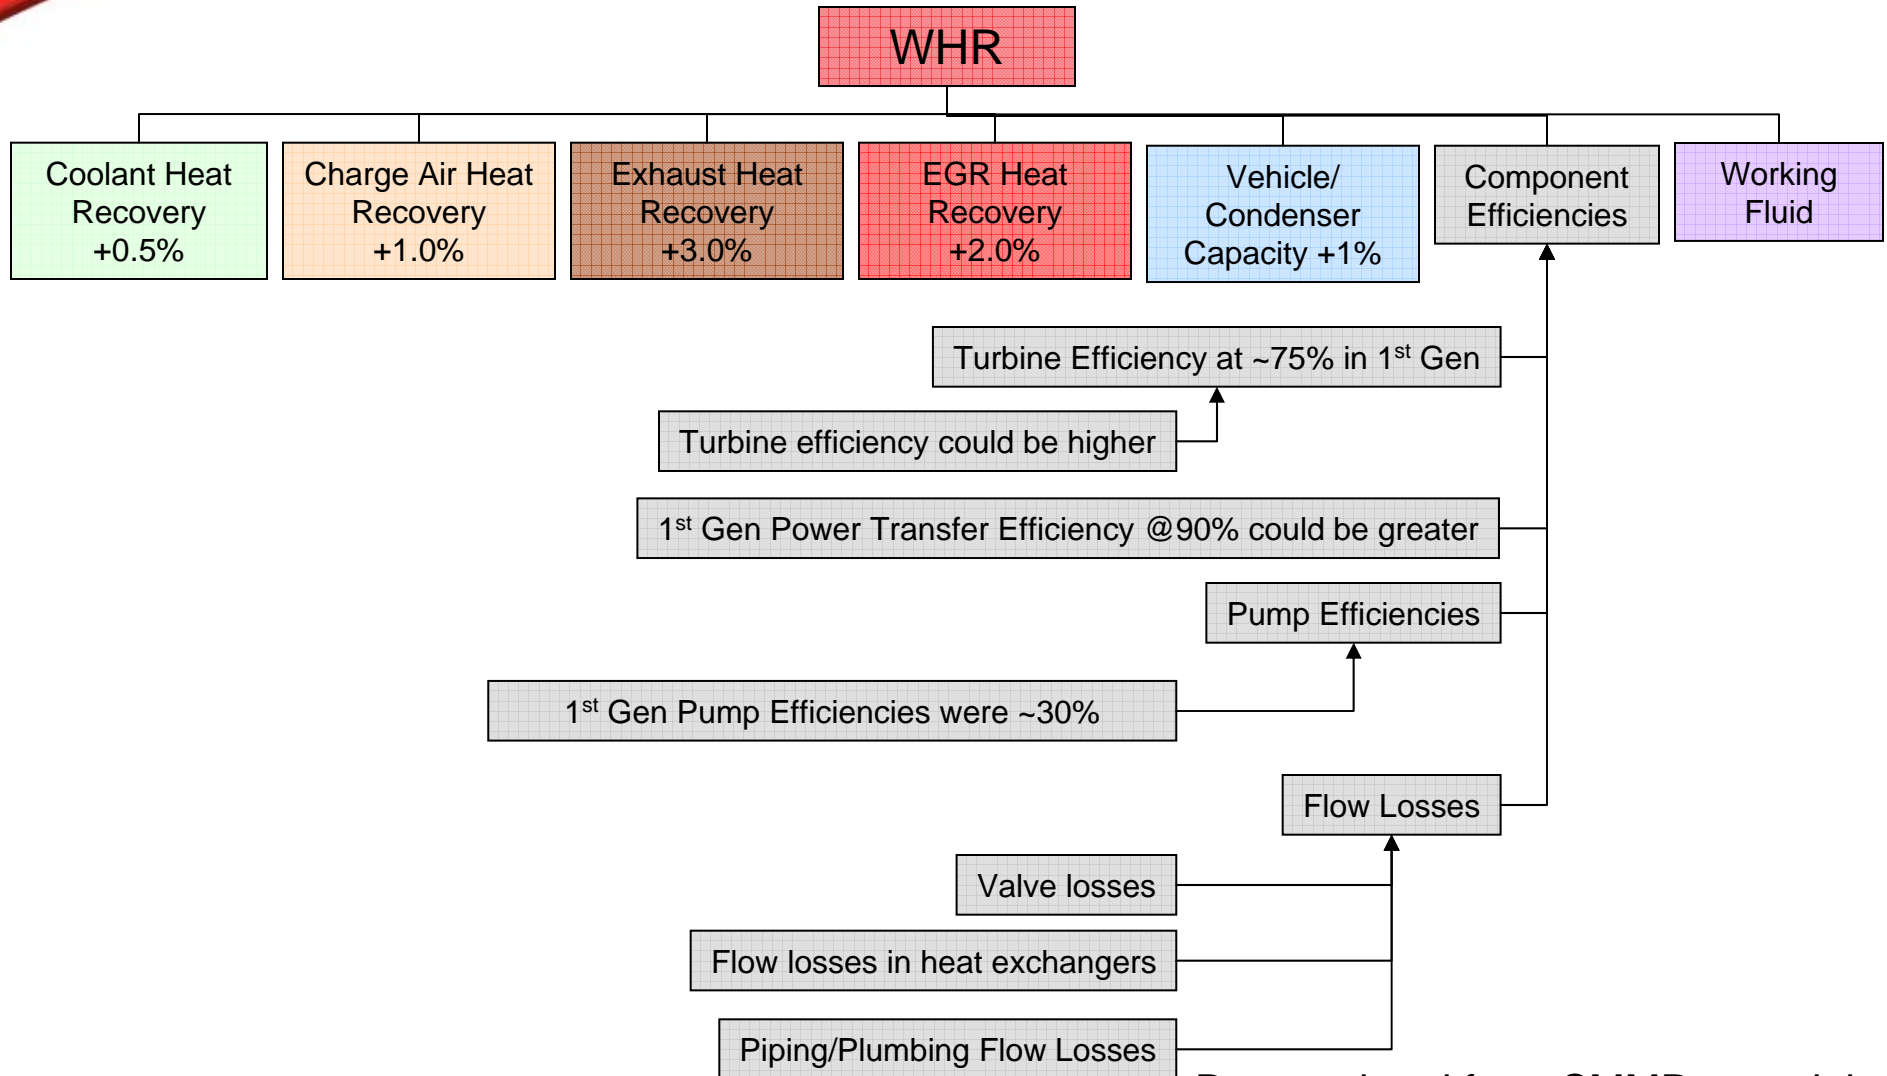 WHR
Coolant Heat
Recovery
+0.5%
Charge Air Heat
Recovery
+1.0%
Exhaust Heat
Recovery
+3.0%
EGR Heat
Recovery
+2.0%
Vehicle/
Condenser
Capacity +1%
Component
Efficiencies
Working
Fluid
Turbine Efficiency at ~75% in 1st Gen
Turbine efficiency could be higher
1st Gen Power Transfer Efficiency @90% could be greater
Pump Efficiencies
1st Gen Pump Efficiencies were ~30%
Flow Losses
Valve losses
Flow losses in heat exchangers
Piping/Plumbing Flow Losses